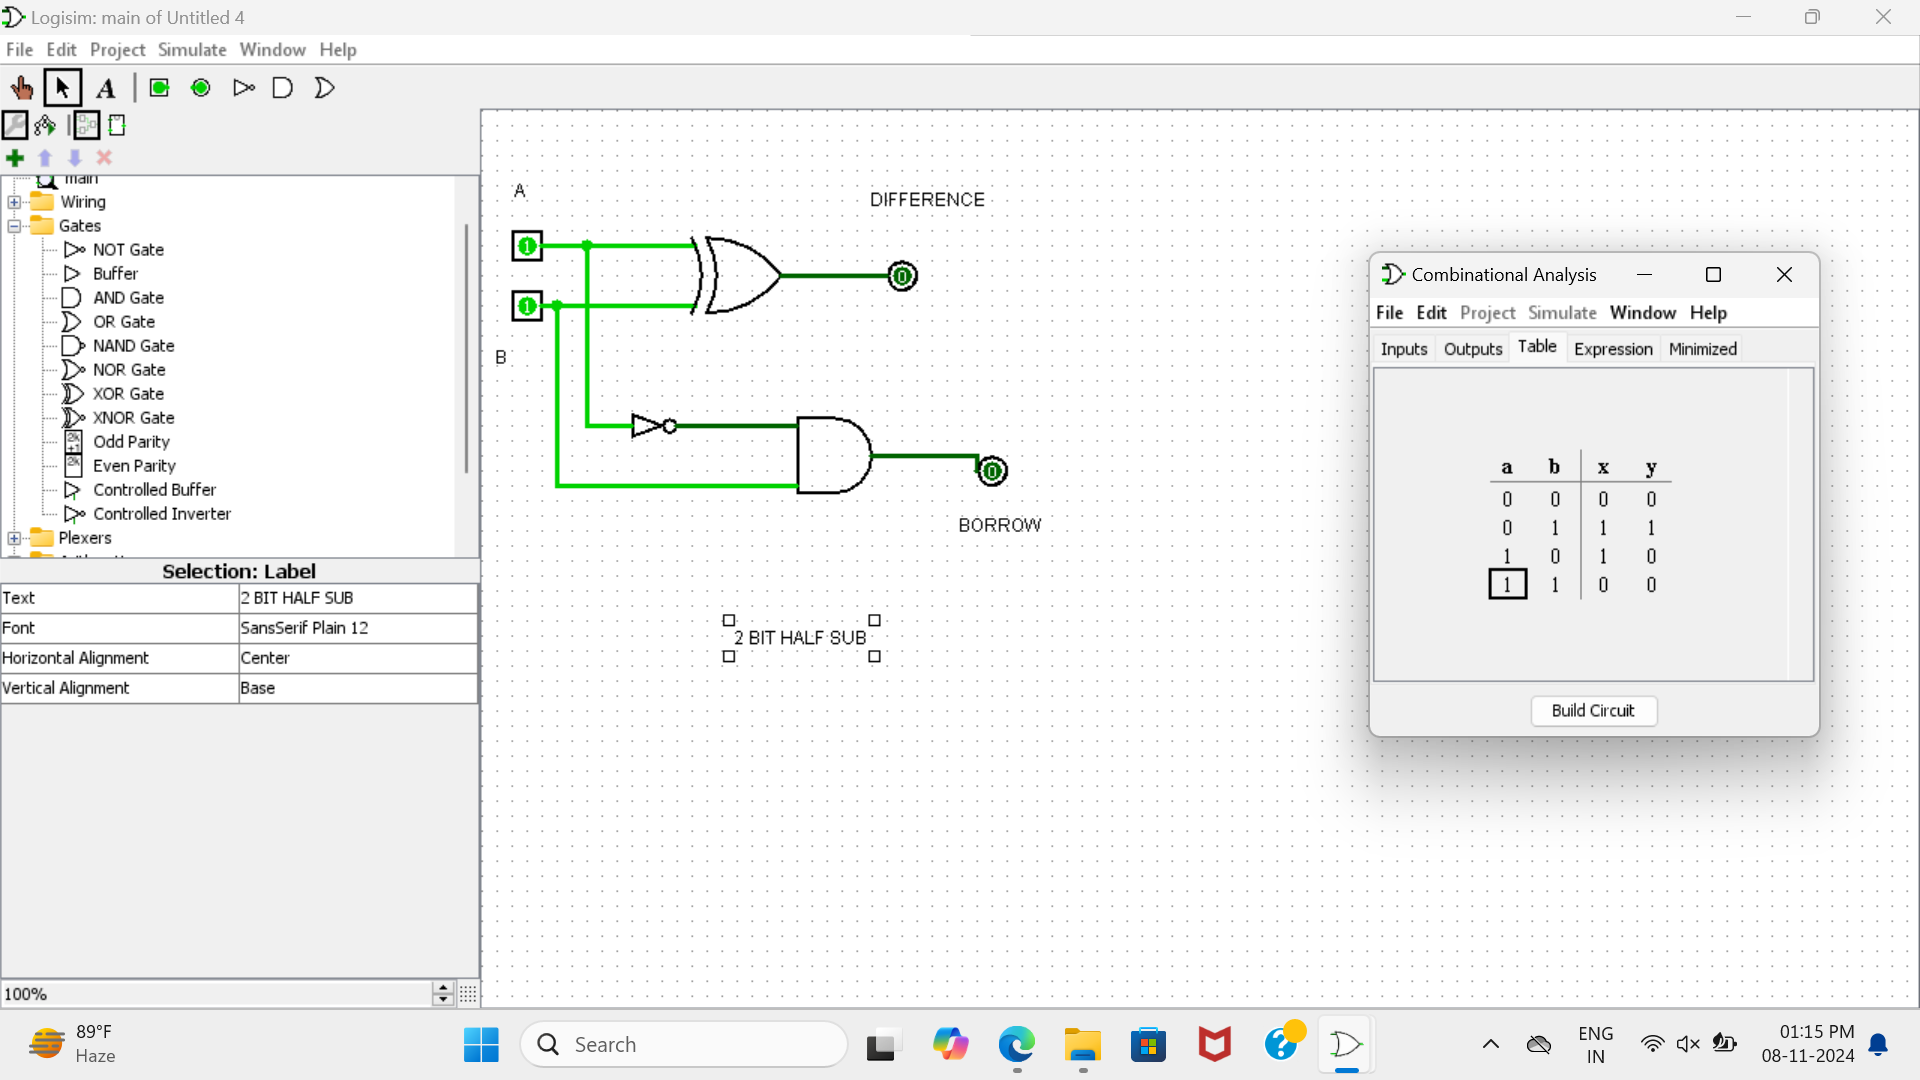 Logisim: main of Untitled 4
File Edit Project Simulate Window Help
A
main
Wiring
Gates
NOT Gate
Buffer
AND Gate
OR Gate
NAND Gate
NOR Gate
XOR Gate
XNOR Gate
2k
+1
Odd Parity
2k
Even Parity
Controlled Buffer
Controlled Inverter
Plexers
Selection: Label
Text 2 BIT HALF SUB
Font SansSerif Plain 12
Horizontal Alignment Center
Vertical Alignment Base
100%
A
DIFFERENCE
1
0
1
B
0
BORROW
2 BIT HALF SUB
Combinational Analysis
File Edit Project Simulate Window Help
Inputs Outputs Table Expression Minimized
a b x y
0 0 0 0
0 1 1 1
1 0 1 0
1 1 0 0
Build Circuit
89°F
Haze
Search
ENG
IN
01:15 PM
08-11-2024